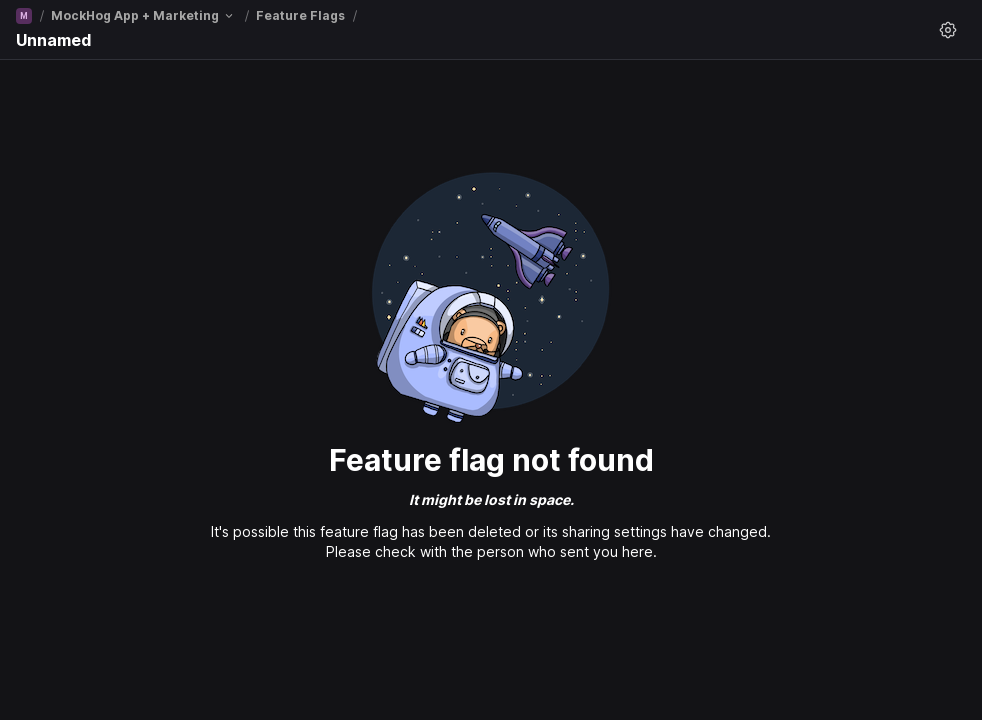 M / MockHog App + Marketing / Feature Flags /
Unnamed
Feature flag not found
It might be lost in space.
It's possible this feature flag has been deleted or its sharing settings have changed.
Please check with the person who sent you here.